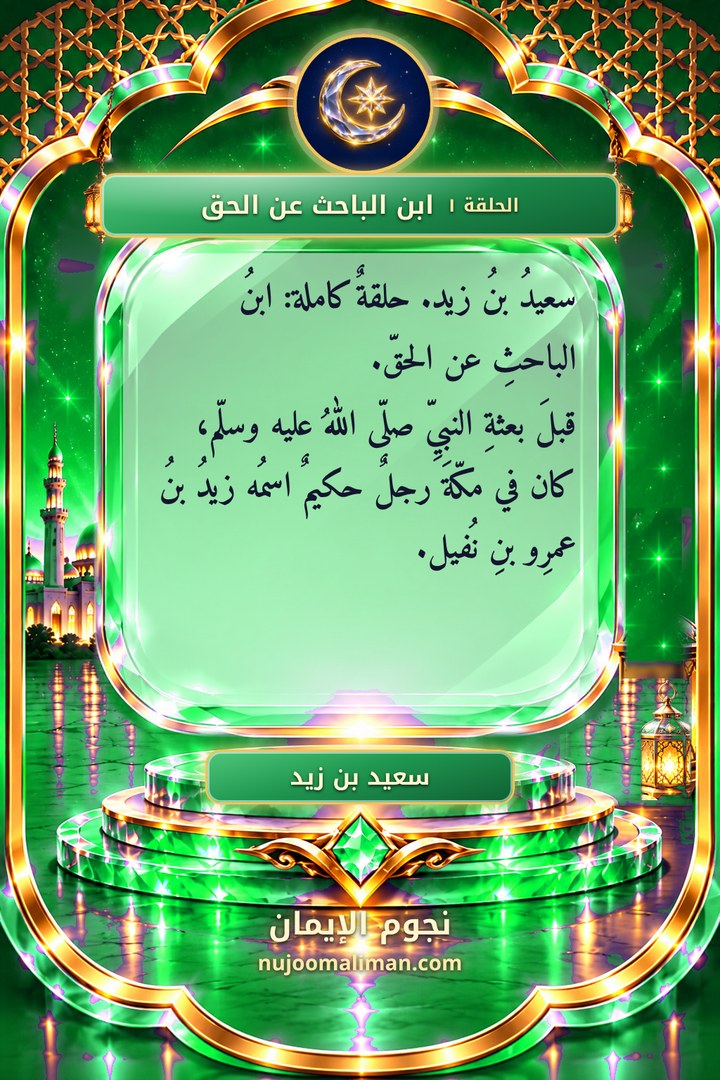 الحلقة ١ ابن الباحث عن الحق
سعيدُ بنُ زيد. حلقةٌ كاملة: ابنُ
الباحثِ عن الحقّ.
قبلَ بعثةِ النبيِّ صلّى اللهُ عليه وسلّم،
كان في مكّةَ رجلٌ حكيمٌ اسمُه زيدُ بنُ
عمرِو بنِ نُفيل.
سعيد بن زيد
نجوم الإيمان
nujoomaliman.com